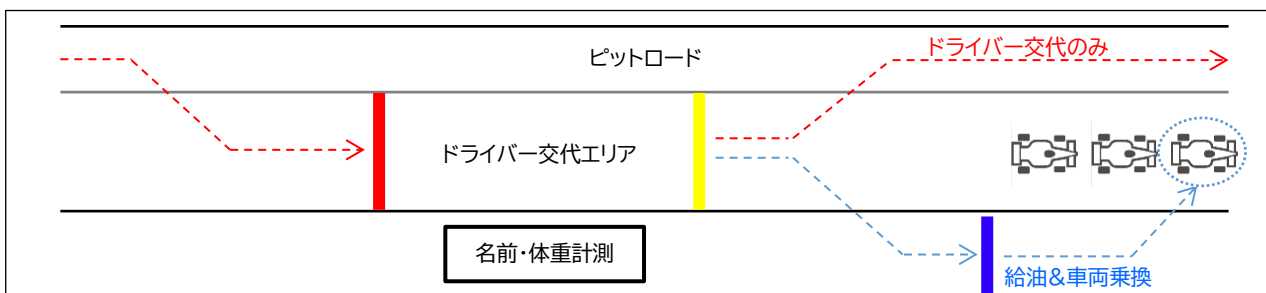 ドライバー交代のみ
ピットロード
ドライバー交代エリア
名前・体重計測
給油&車両乗換